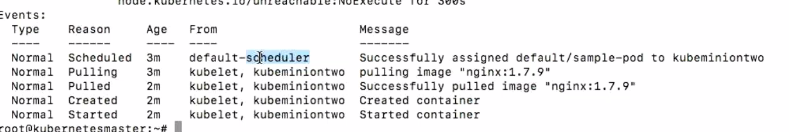 node.kubernetes.io/unreachable:NoExecute for 300s
Events:
Type Reason Age From Message
---- ------ ---- ---- -------
Normal Scheduled 3m default-scheduler Successfully assigned default/sample-pod to kubeminiontwo
Normal Pulling 3m kubelet, kubeminiontwo pulling image "nginx:1.7.9"
Normal Pulled 2m kubelet, kubeminiontwo Successfully pulled image "nginx:1.7.9"
Normal Created 2m kubelet, kubeminiontwo Created container
Normal Started 2m kubelet, kubeminiontwo Started container
root@kubernetesmaster:~#